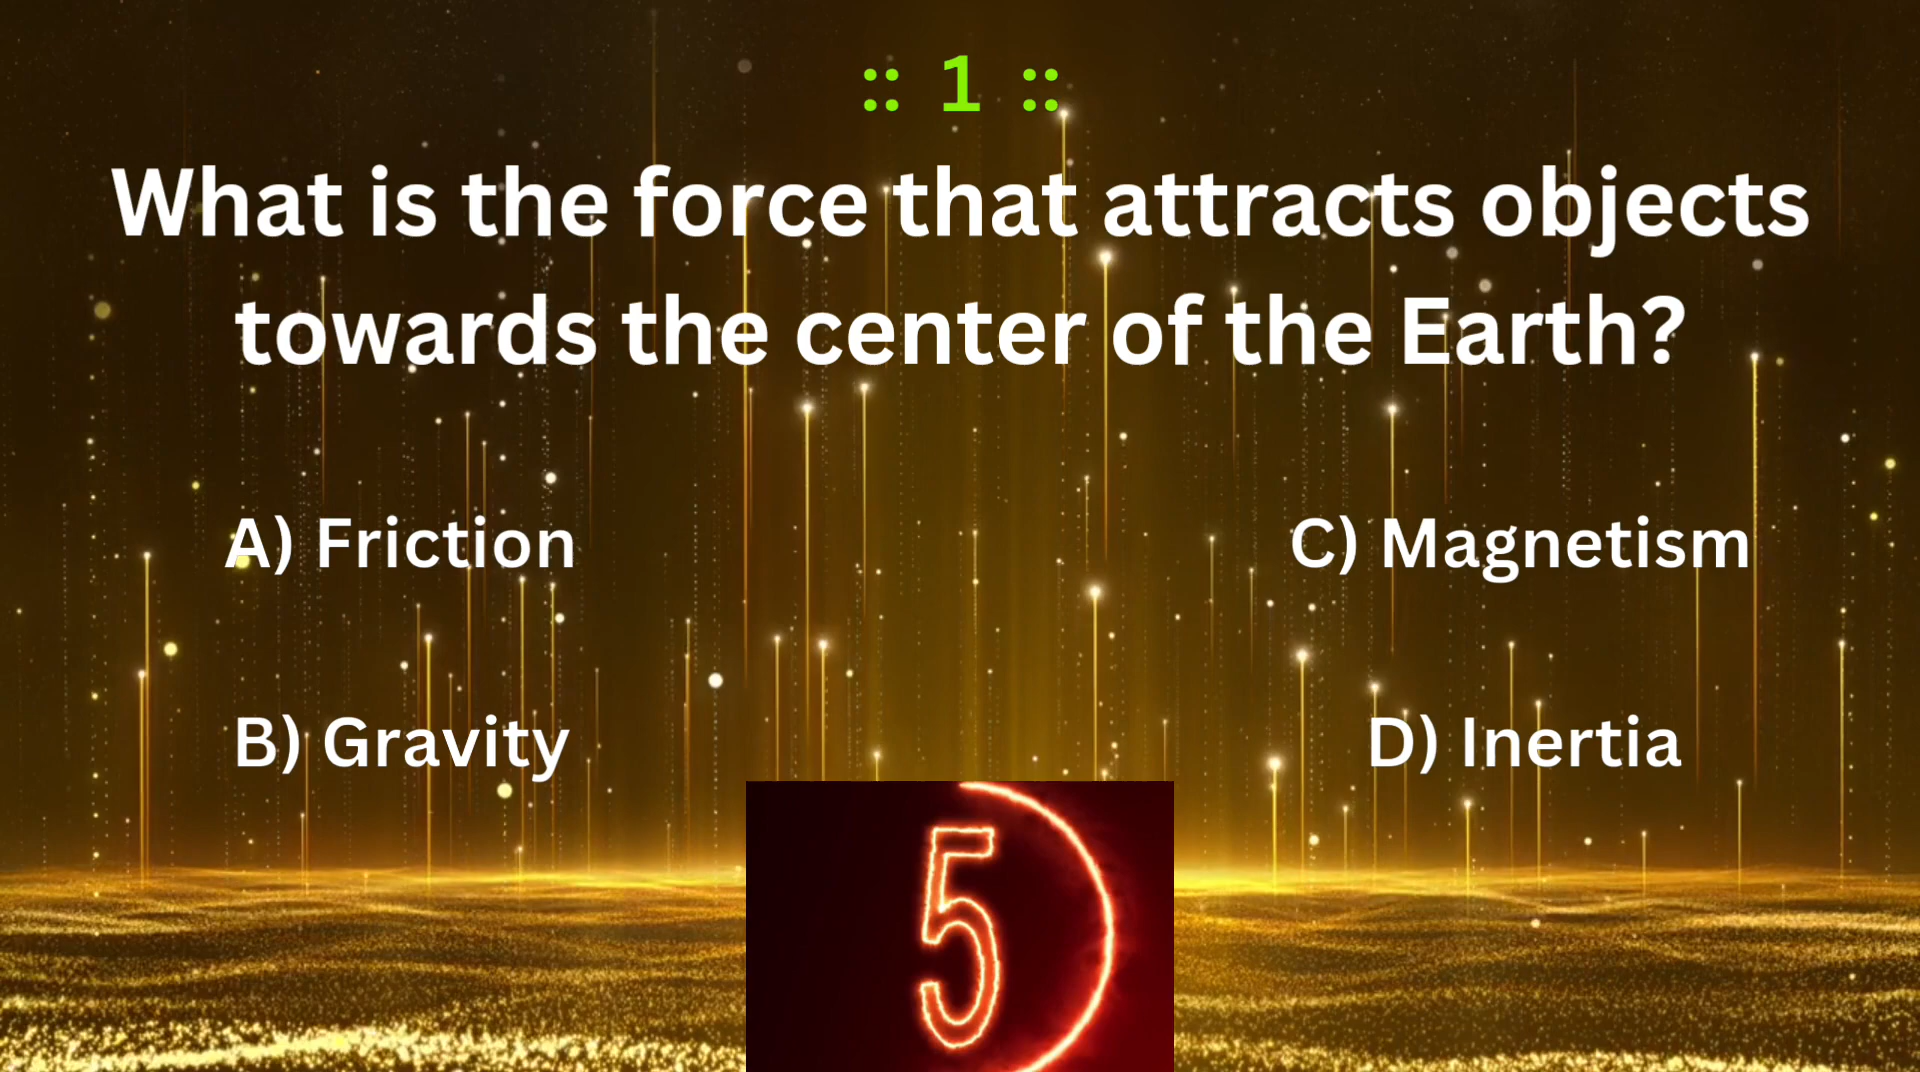 :: 1 ::
What is the force that attracts objects
towards the center of the Earth?
A) Friction
B) Gravity
C) Magnetism
D) Inertia
5